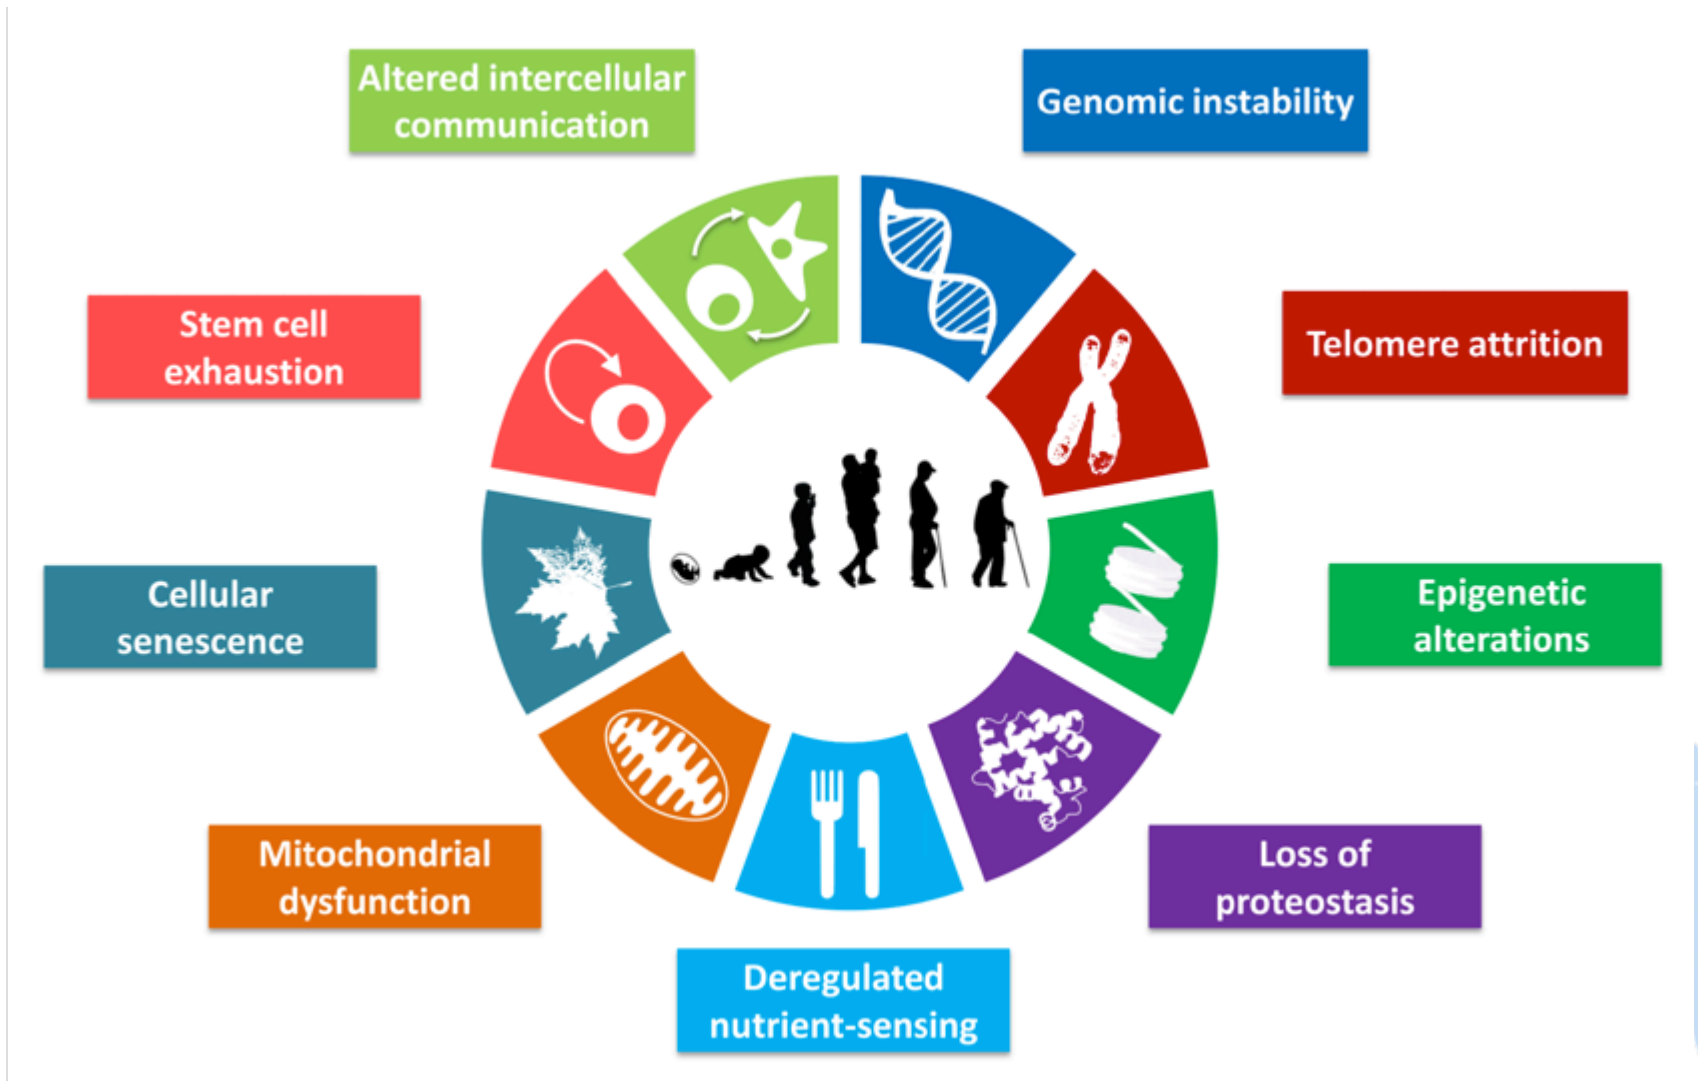 Altered intercellular
communication
Genomic instability
Stem cell
exhaustion
Telomere attrition
Cellular
senescence
Epigenetic
alterations
Mitochondrial
dysfunction
Loss of
proteostasis
Deregulated
nutrient-sensing